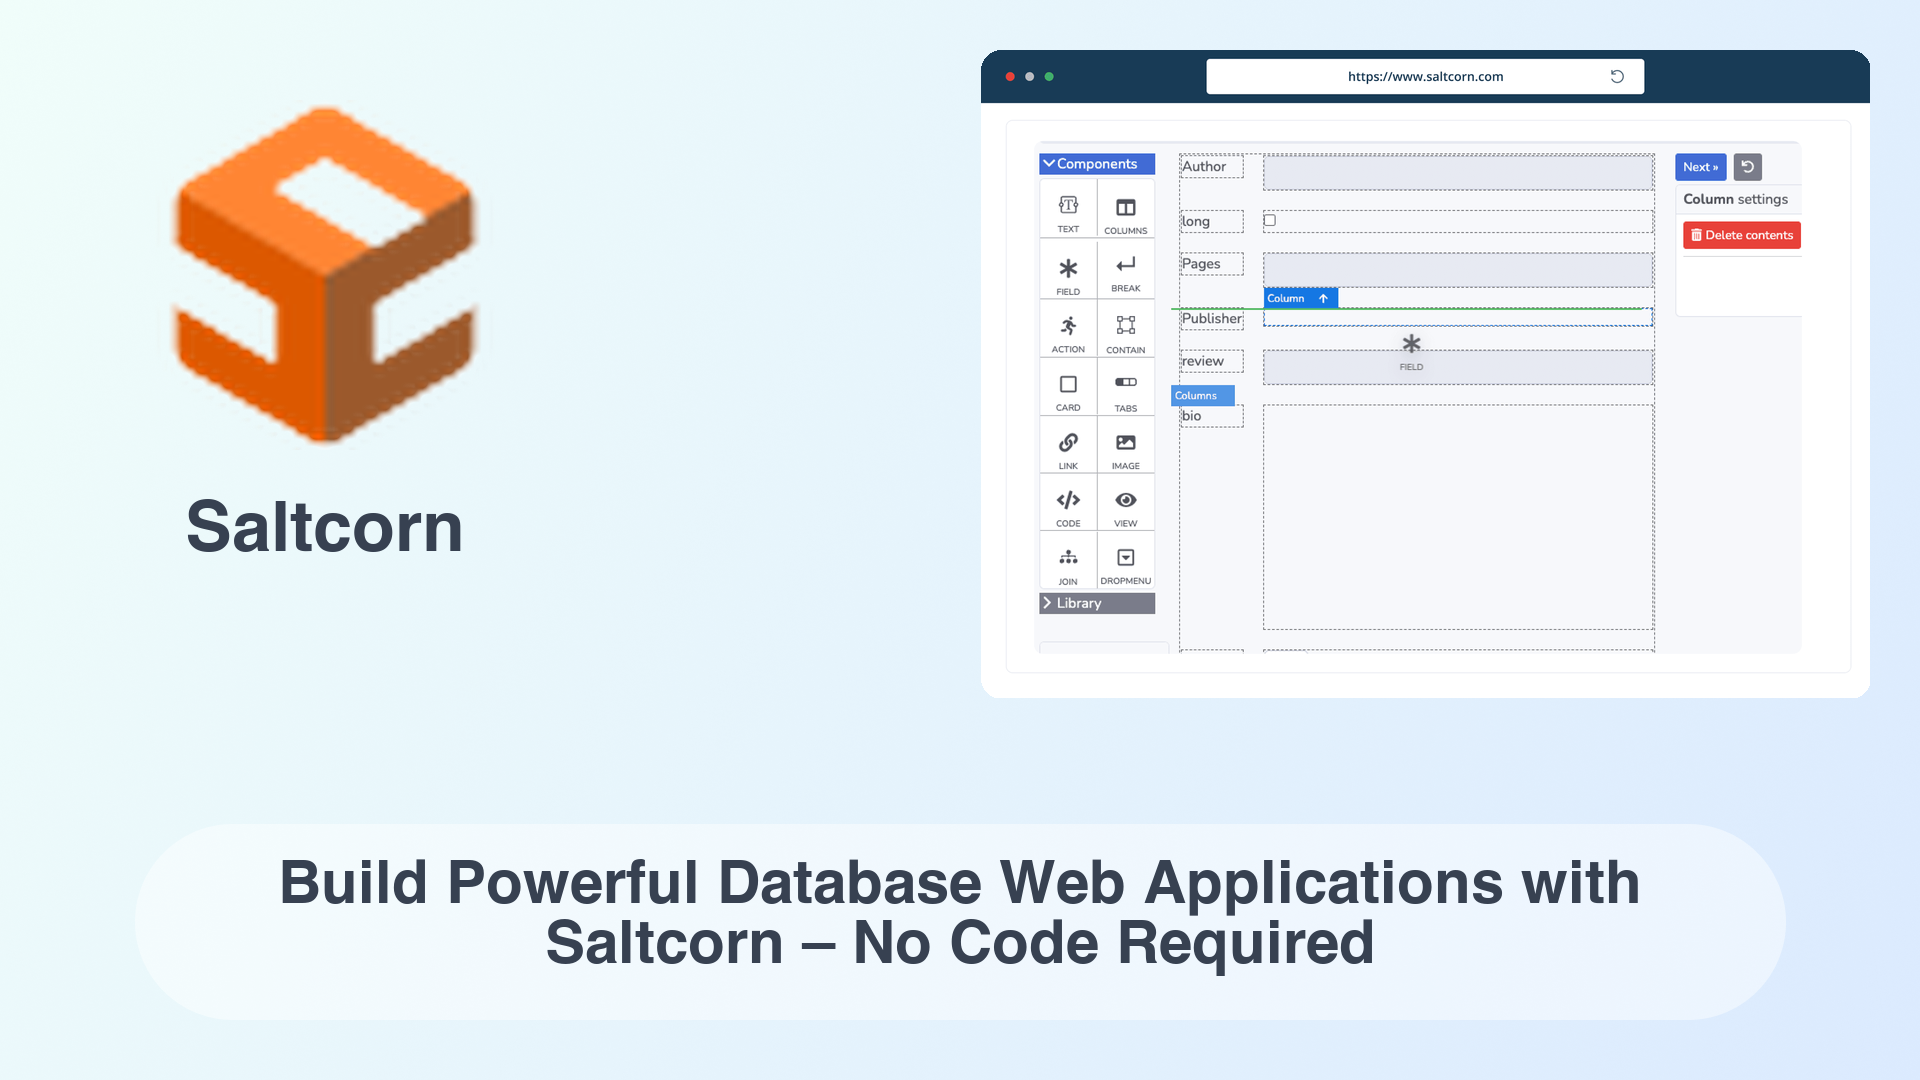 https://www.saltcorn.com
Components
TEXT
COLUMNS
FIELD
BREAK
ACTION
CONTAIN
CARD
TABS
LINK
IMAGE
CODE
VIEW
JOIN
DROPMENU
Library
Author
long
Pages
Column
Publisher
FIELD
review
Columns
bio
Next »
Column settings
Delete contents
Saltcorn
Build Powerful Database Web Applications with
Saltcorn – No Code Required